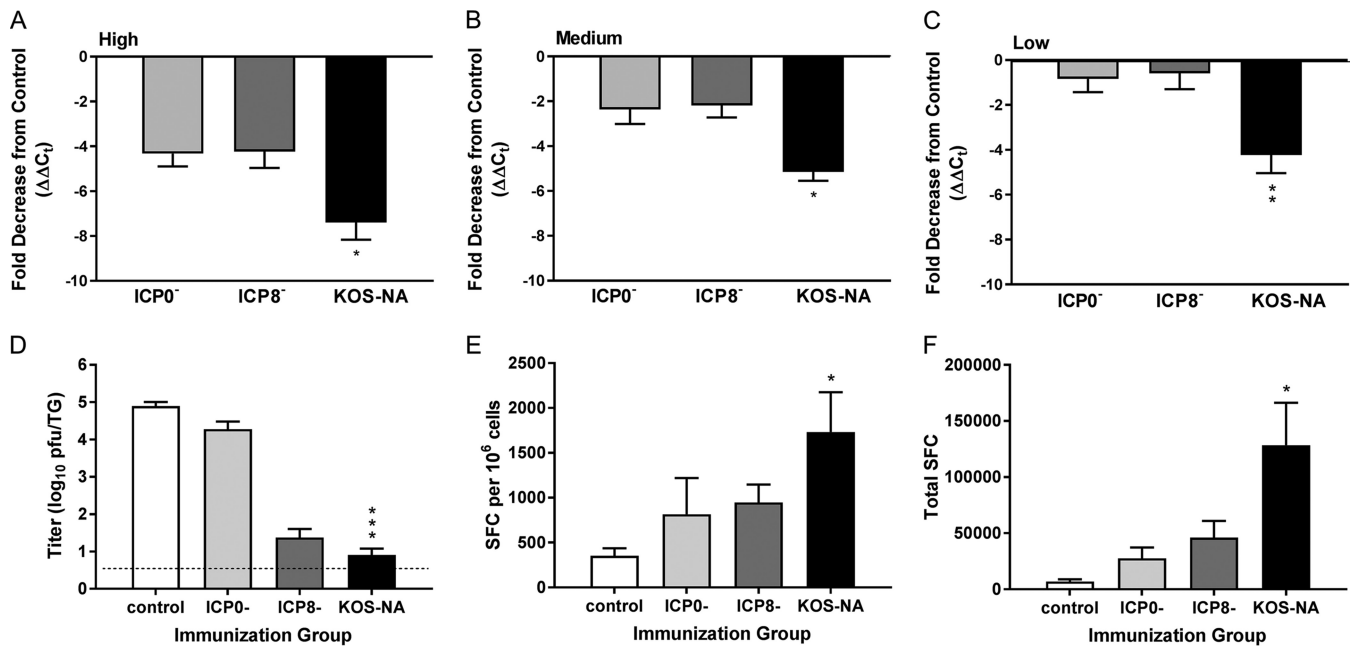 A
High
Fold Decrease from Control
(ΔΔCt)
0
-2
-4
-6
-8
-10
ICP0⁻
ICP8⁻
KOS-NA
*
B
Medium
Fold Decrease from Control
(ΔΔCt)
0
-2
-4
-6
-8
-10
ICP0⁻
ICP8⁻
KOS-NA
*
C
Low
Fold Decrease from Control
(ΔΔCt)
0
-2
-4
-6
-8
-10
ICP0⁻
ICP8⁻
KOS-NA
**
D
Titer (log₁₀ pfu/TG)
6
5
4
3
2
1
0
***
control
ICP0-
ICP8-
KOS-NA
Immunization Group
E
SFC per 10⁶ cells
2500
2000
1500
1000
500
0
*
control
ICP0-
ICP8-
KOS-NA
Immunization Group
F
Total SFC
200000
150000
100000
50000
0
*
control
ICP0-
ICP8-
KOS-NA
Immunization Group